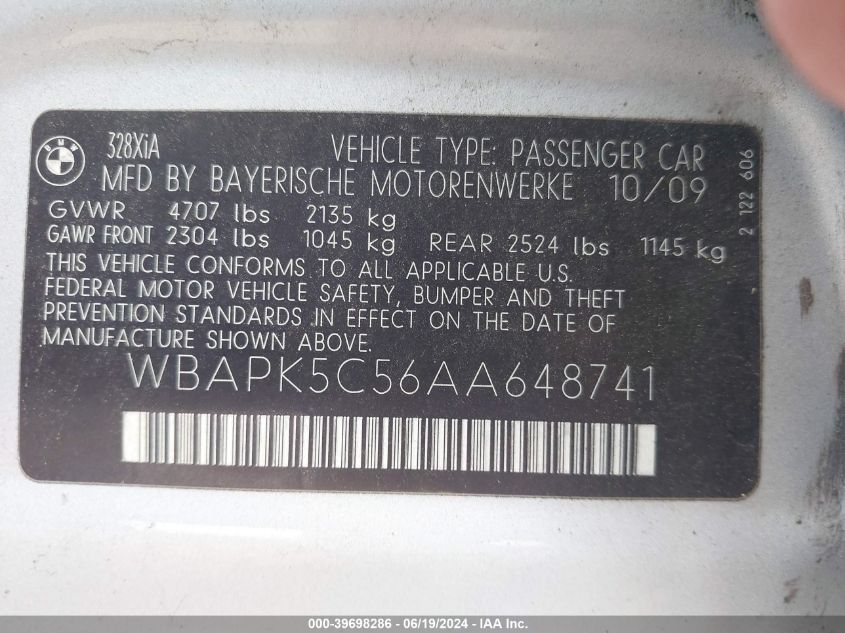 BMW
328XiA VEHICLE TYPE: PASSENGER CAR
MFD BY BAYERISCHE MOTORENWERKE 10/09
GVWR 4707 lbs 2135 kg
GAWR FRONT 2304 lbs 1045 kg REAR 2524 lbs 1145 kg
THIS VEHICLE CONFORMS TO ALL APPLICABLE U.S.
FEDERAL MOTOR VEHICLE SAFETY, BUMPER AND THEFT
PREVENTION STANDARDS IN EFFECT ON THE DATE OF
MANUFACTURE SHOWN ABOVE.
WBAPK5C56AA648741
2 122 606
000-39698286 - 06/19/2024 - IAA Inc.